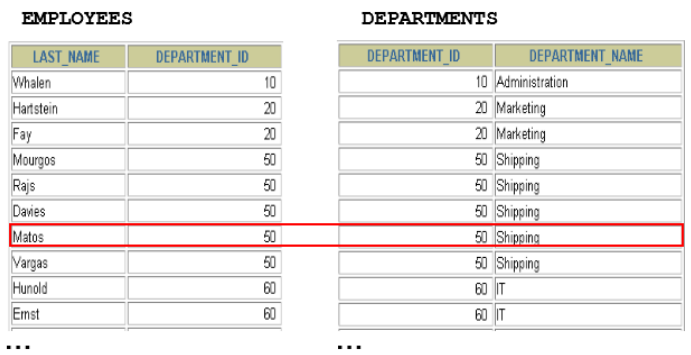 EMPLOYEES DEPARTMENTS
LAST_NAME DEPARTMENT_ID DEPARTMENT_ID DEPARTMENT_NAME
Whalen 10 10 Administration
Hartstein 20 20 Marketing
Fay 20 20 Marketing
Mourgos 50 50 Shipping
Rajs 50 50 Shipping
Davies 50 50 Shipping
Matos 50 50 Shipping
Vargas 50 50 Shipping
Hunold 60 60 IT
Ernst 60 60 IT
... ...